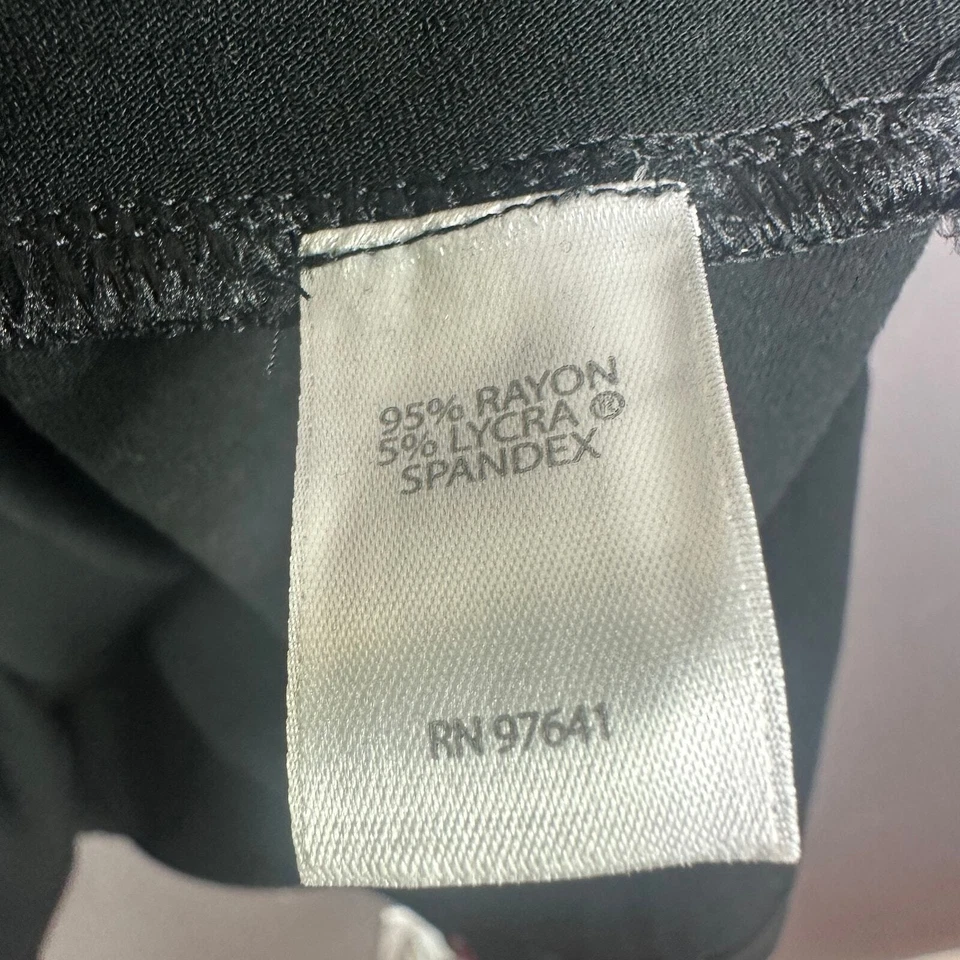 95% RAYON
5% LYCRA ®
SPANDEX
RN 97641